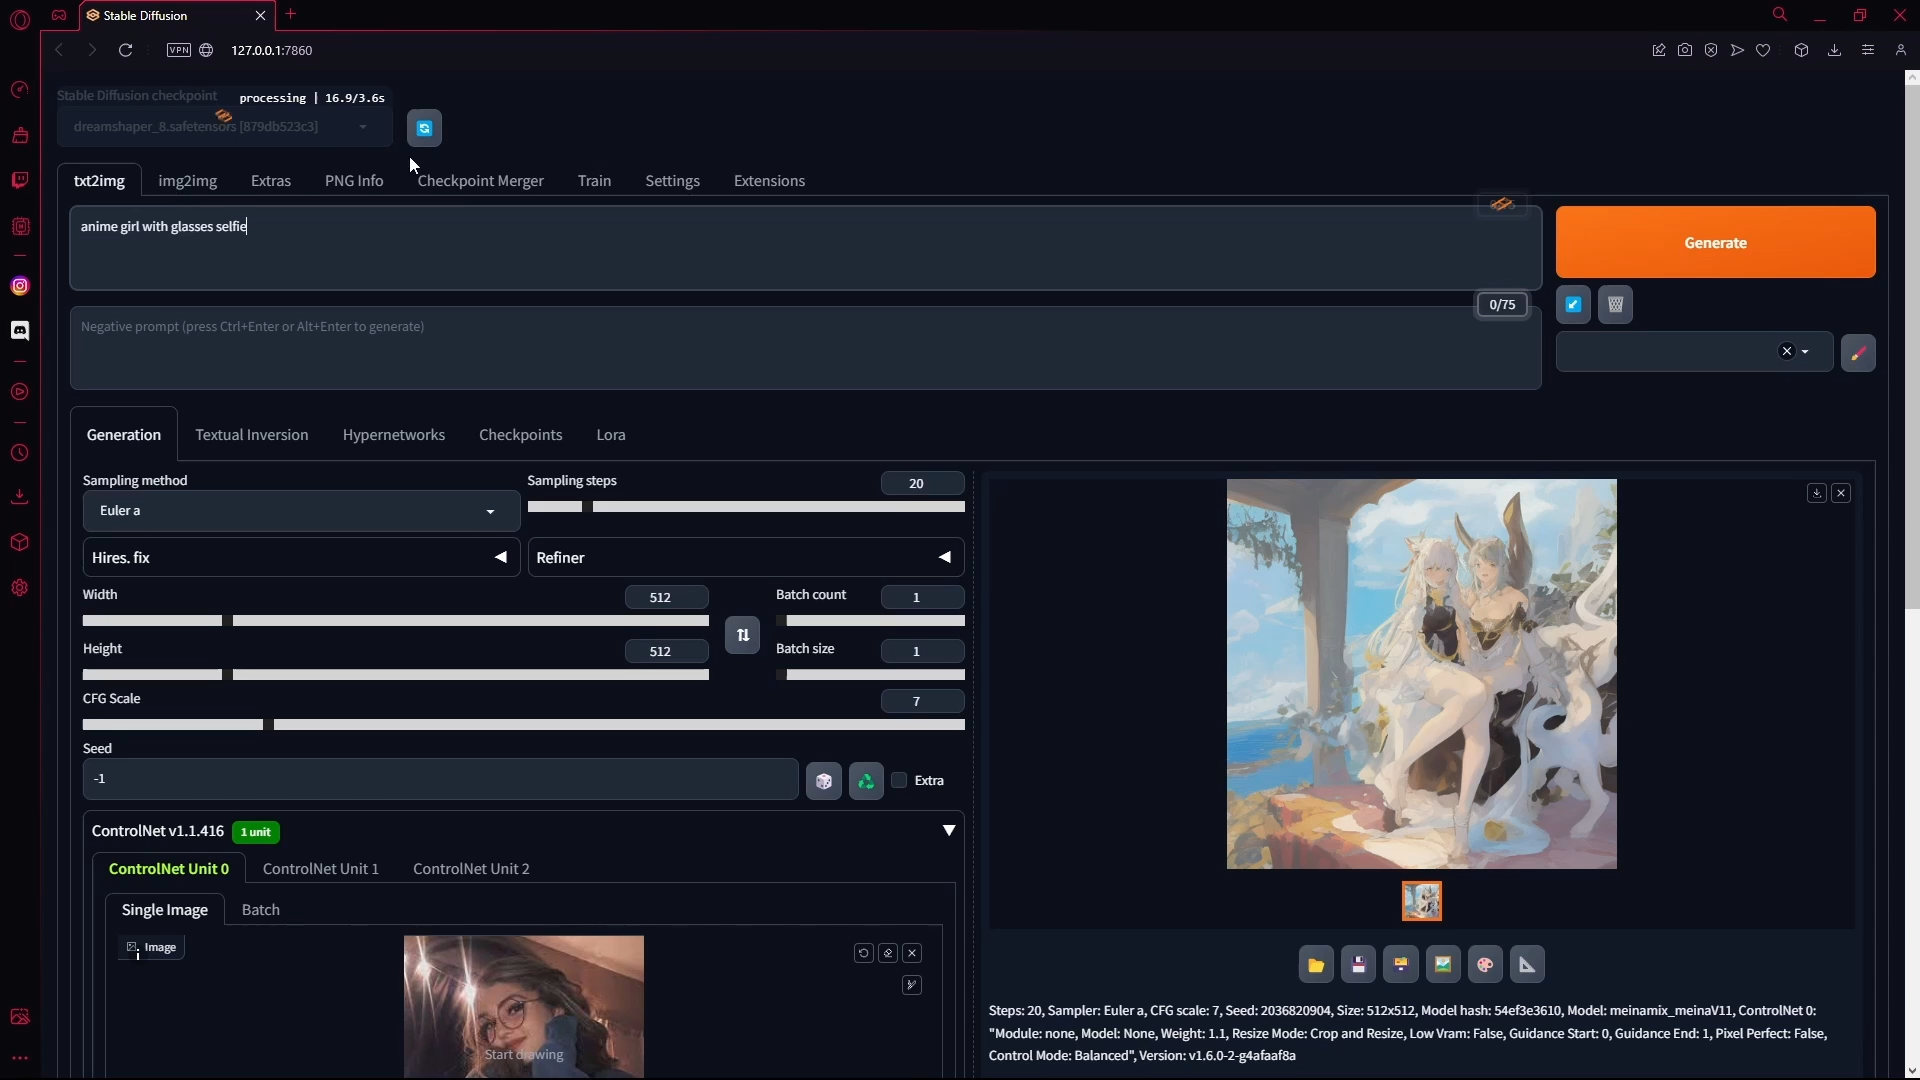 Stable Diffusion
VPN
127.0.0.1:7860
Stable Diffusion checkpoint
processing | 16.9/3.6s
dreamshaper_8.safetensors [879db523c3]
txt2img
img2img
Extras
PNG Info
Checkpoint Merger
Train
Settings
Extensions
anime girl with glasses selfie
Generate
0/75
Negative prompt (press Ctrl+Enter or Alt+Enter to generate)
Generation
Textual Inversion
Hypernetworks
Checkpoints
Lora
Sampling method
Sampling steps
20
Euler a
Hires. fix
Refiner
Width
512
Batch count
1
Height
512
Batch size
1
CFG Scale
7
Seed
-1
Extra
ControlNet v1.1.416
1 unit
ControlNet Unit 0
ControlNet Unit 1
ControlNet Unit 2
Single Image
Batch
Image
Start drawing
Steps: 20, Sampler: Euler a, CFG scale: 7, Seed: 2036820904, Size: 512x512, Model hash: 54ef3e3610, Model: meinamix_meinaV11, ControlNet 0:
"Module: none, Model: None, Weight: 1.1, Resize Mode: Crop and Resize, Low Vram: False, Guidance Start: 0, Guidance End: 1, Pixel Perfect: False,
Control Mode: Balanced", Version: v1.6.0-2-g4afaaf8a